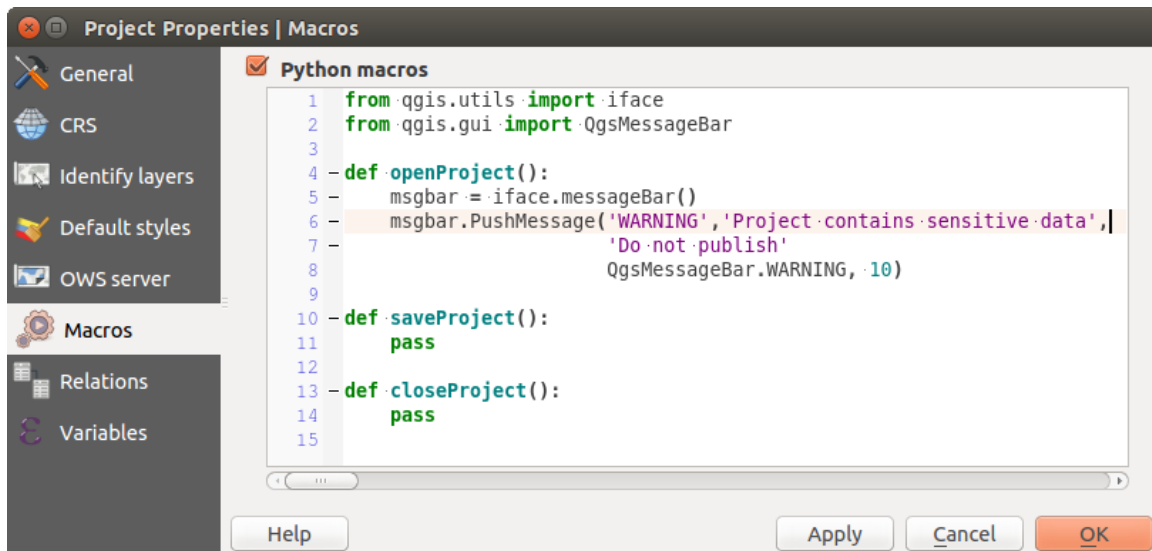 Project Properties | Macros
General
CRS
Identify layers
Default styles
OWS server
Macros
Relations
Variables
Python macros
1 from qgis.utils import iface
2 from qgis.gui import QgsMessageBar
3
4 def openProject():
5     msgbar = iface.messageBar()
6     msgbar.PushMessage('WARNING','Project contains sensitive data',
7                        'Do not publish'
8                        QgsMessageBar.WARNING, 10)
9
10 def saveProject():
11     pass
12
13 def closeProject():
14     pass
15
Help
Apply
Cancel
OK